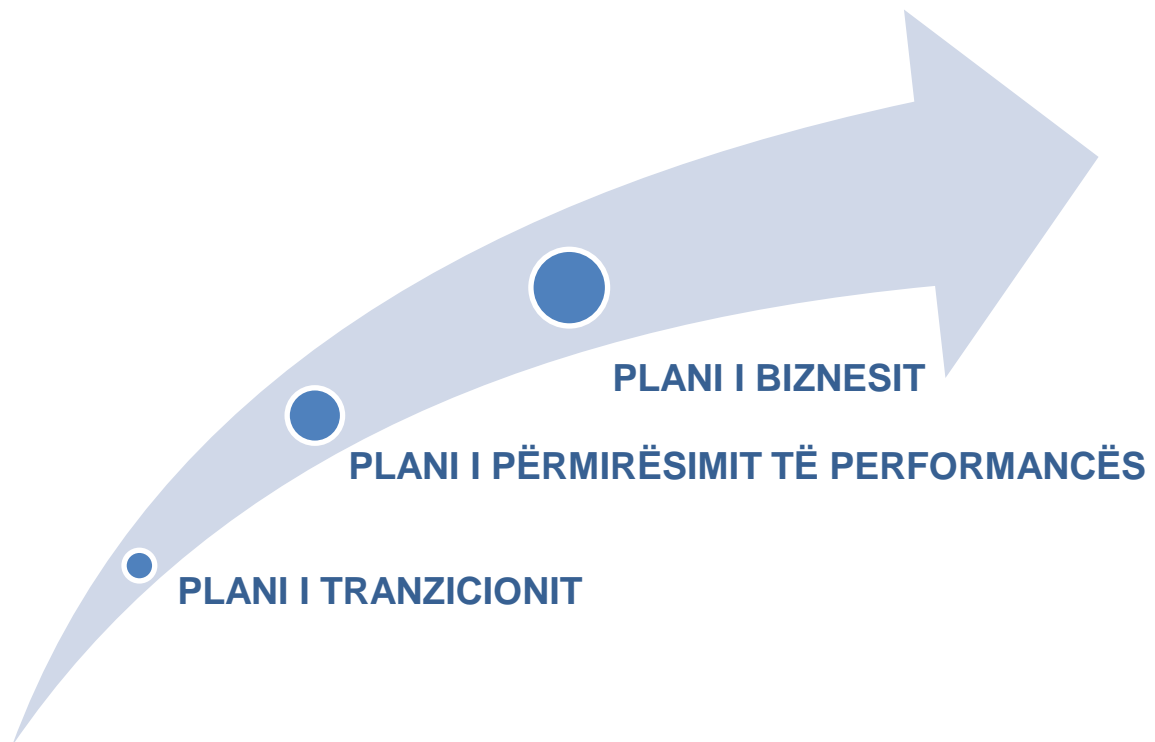 PLANI I BIZNESIT
PLANI I PËRMIRËSIMIT TË PERFORMANCËS
PLANI I TRANZICIONIT